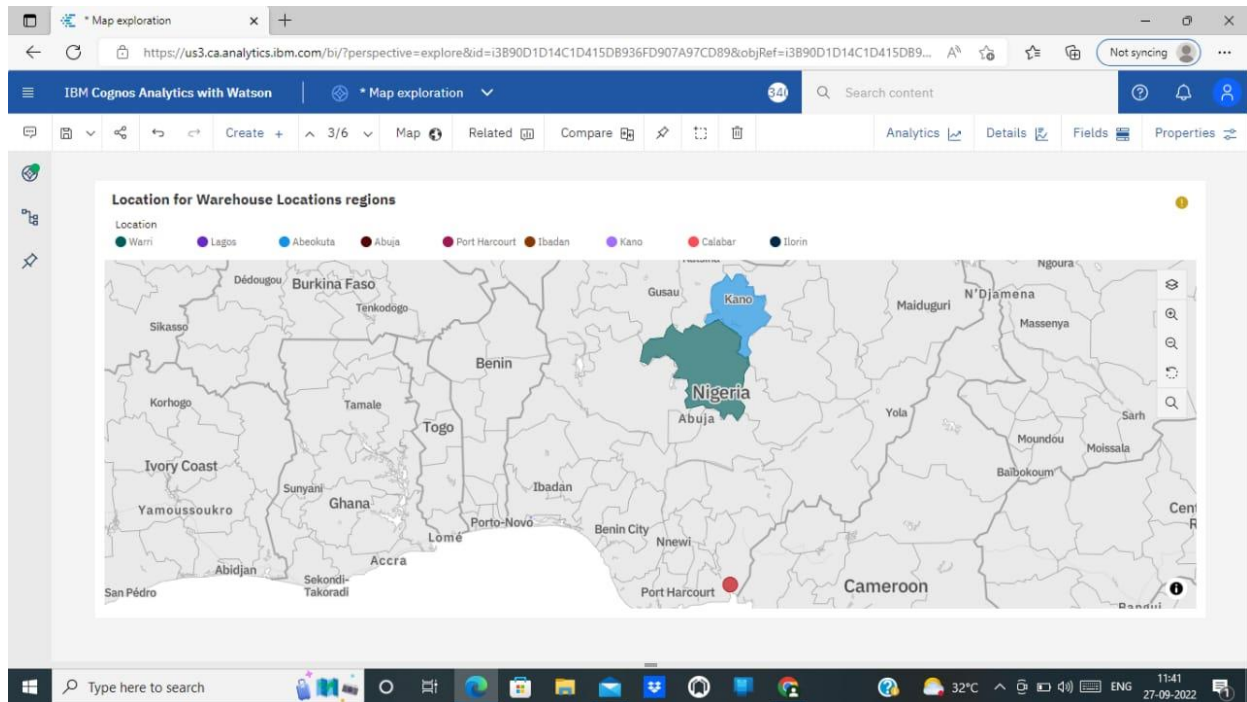 * Map exploration
https://us3.ca.analytics.ibm.com/bi/?perspective=explore&id=i3B90D1D14C1D415DB936FD907A97CD89&objRef=i3B90D1D14C1D415DB9...
Not syncing
IBM Cognos Analytics with Watson
* Map exploration
Search content
Create + 3/6 Map Related Compare
Analytics Details Fields Properties
Location for Warehouse Locations regions
Location
Warri Lagos Abeokuta Abuja Port Harcourt Ibadan Kano Calabar Ilorin
Ngoura
Dédougou Burkina Faso Gusau Kano N'Djamena
Tenkodogo Maiduguri
Sikasso Massenya
Benin
Nigeria
Korhogo Tamale Abuja Yola Sarh
Togo
Moundou Moissala
Ivory Coast Baïbokoum
Sunyani Ibadan
Ghana
Yamoussoukro Porto-Novo Benin City Cen
Lomé Nnewi R
Accra
Abidjan
Sekondi-
Takoradi
San Pédro Port Harcourt Cameroon
Type here to search
32°C ENG 11:41
27-09-2022